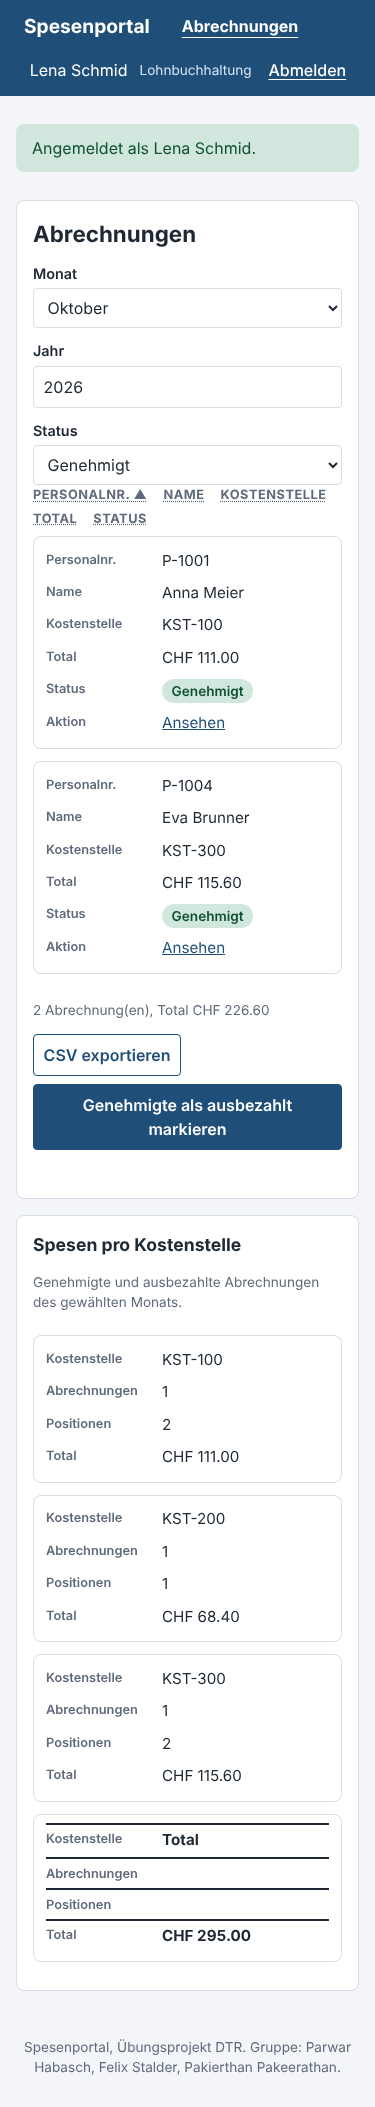 Spesenportal Abrechnungen
Lena Schmid Lohnbuchhaltung Abmelden
Angemeldet als Lena Schmid.
Abrechnungen
Monat
Oktober
Jahr
2026
Status
Genehmigt
PERSONALNR. ▲ NAME KOSTENSTELLE
TOTAL STATUS
Personalnr. P-1001
Name Anna Meier
Kostenstelle KST-100
Total CHF 111.00
Status Genehmigt
Aktion Ansehen
Personalnr. P-1004
Name Eva Brunner
Kostenstelle KST-300
Total CHF 115.60
Status Genehmigt
Aktion Ansehen
2 Abrechnung(en), Total CHF 226.60
CSV exportieren
Genehmigte als ausbezahlt
markieren
Spesen pro Kostenstelle
Genehmigte und ausbezahlte Abrechnungen
des gewählten Monats.
Kostenstelle KST-100
Abrechnungen 1
Positionen 2
Total CHF 111.00
Kostenstelle KST-200
Abrechnungen 1
Positionen 1
Total CHF 68.40
Kostenstelle KST-300
Abrechnungen 1
Positionen 2
Total CHF 115.60
Kostenstelle Total
Abrechnungen
Positionen
Total CHF 295.00
Spesenportal, Übungsprojekt DTR. Gruppe: Parwar
Habasch, Felix Stalder, Pakierthan Pakeerathan.